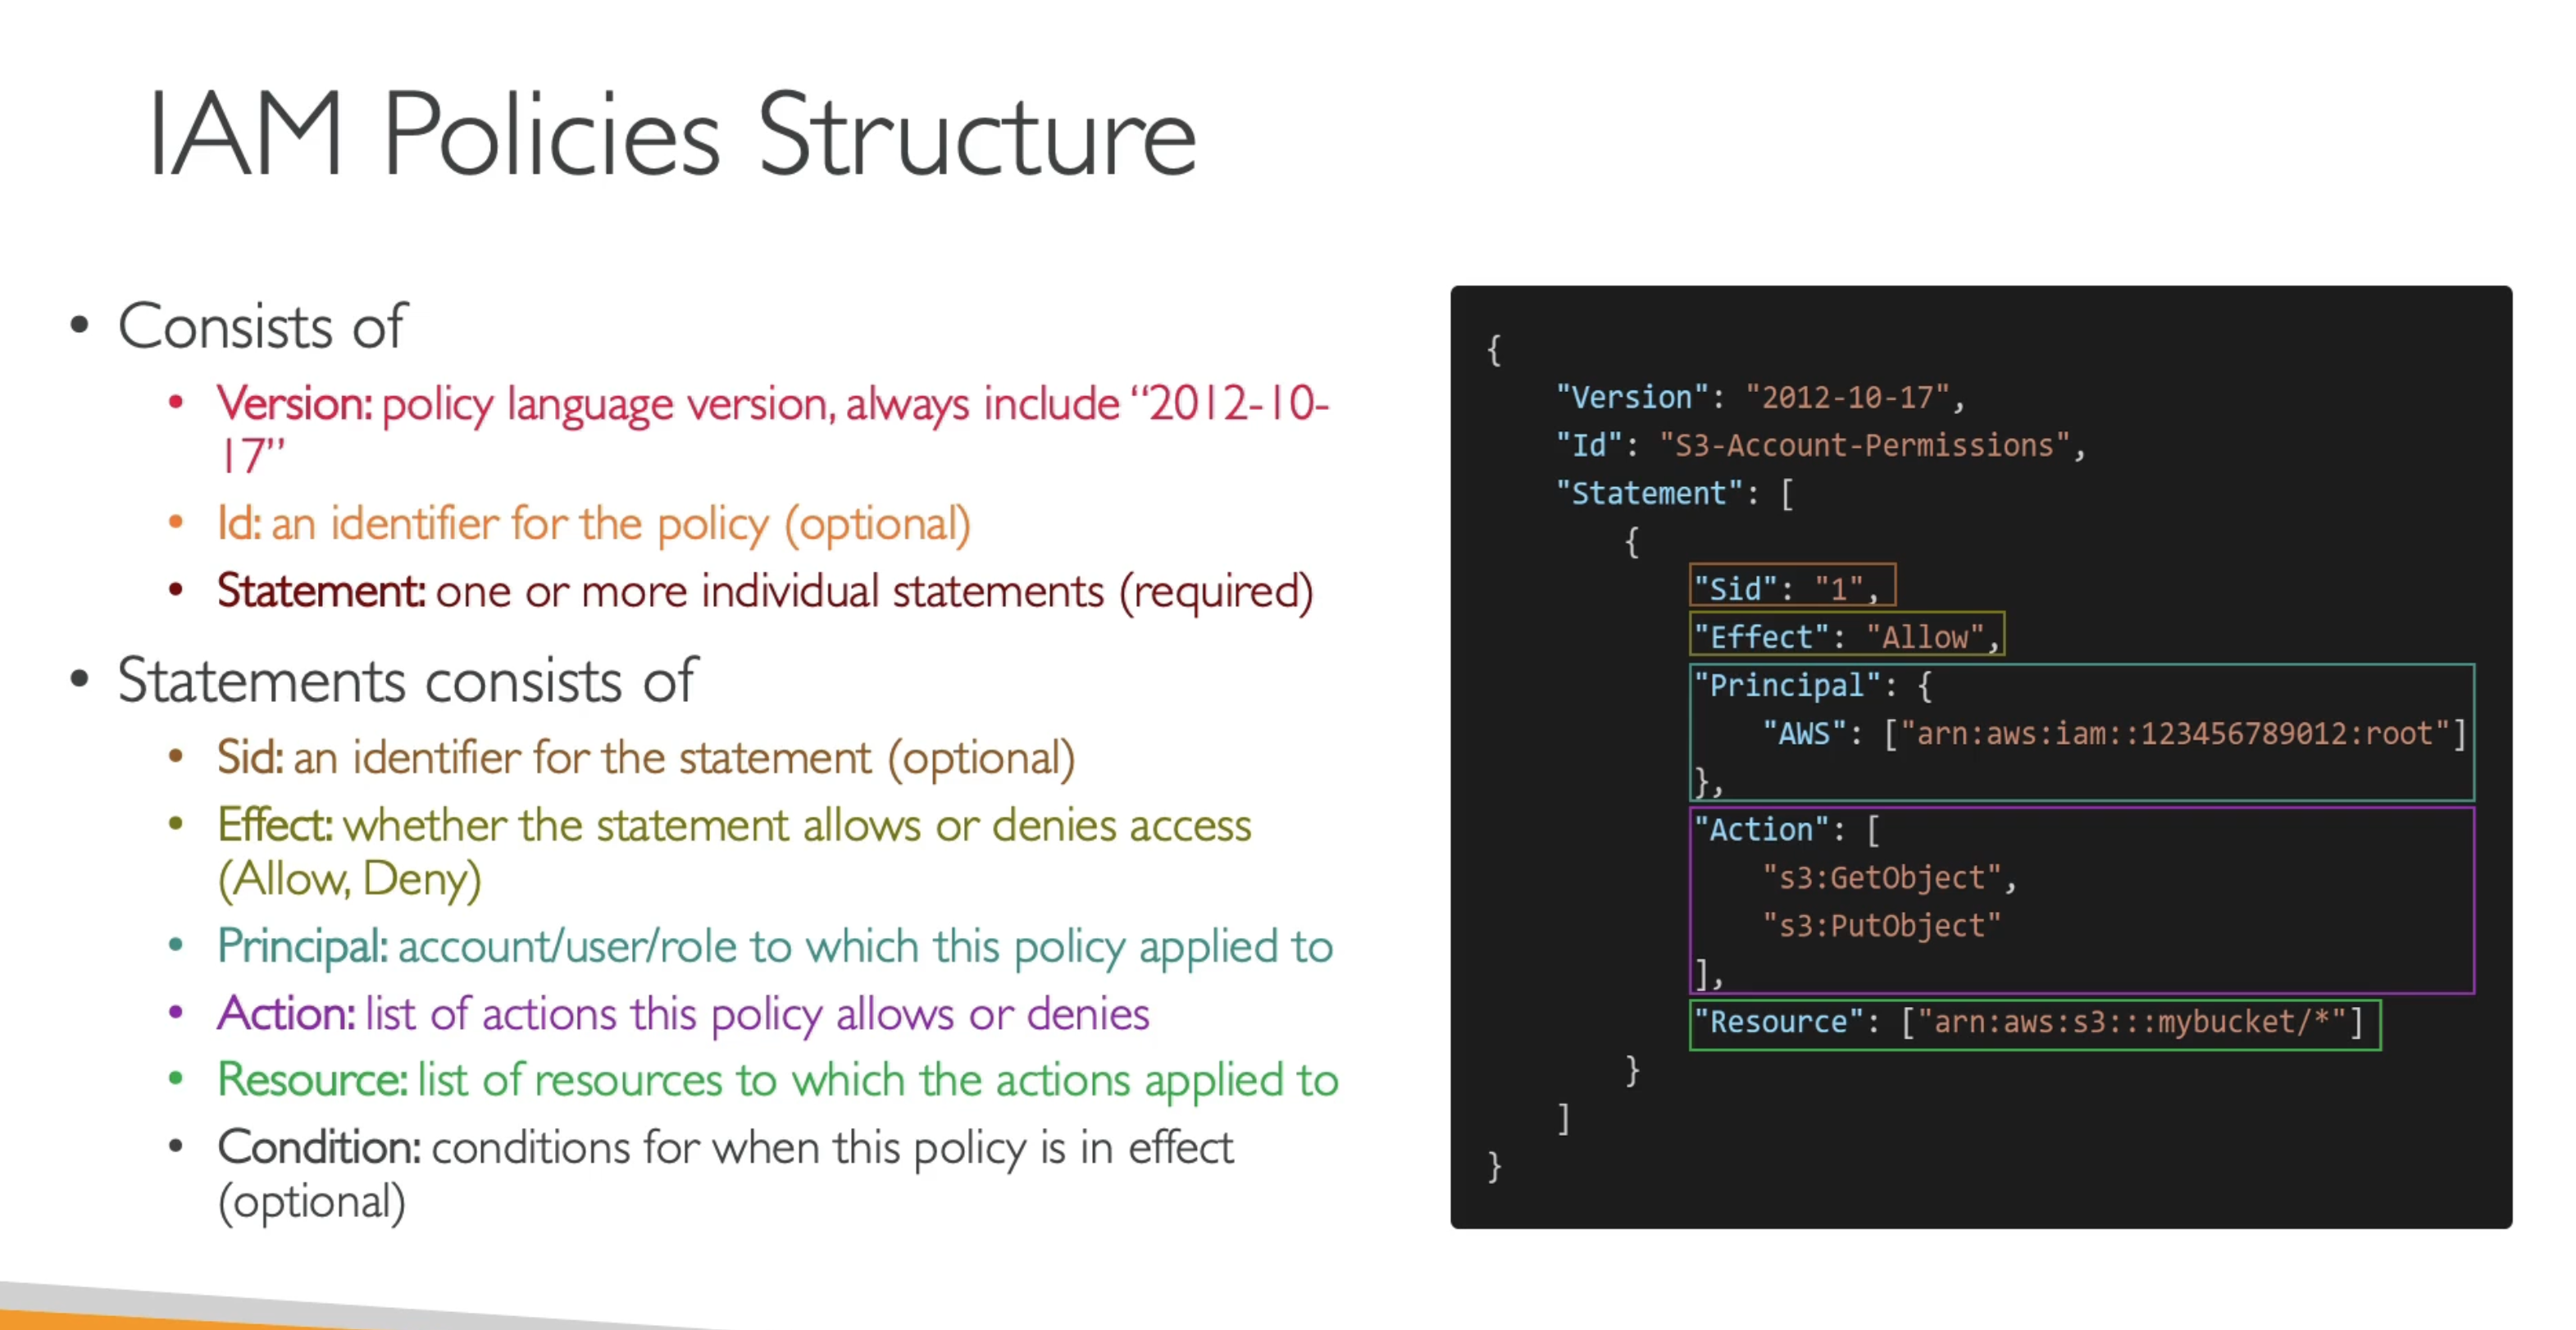 IAM Policies Structure
• Consists of
• Version: policy language version, always include “2012-10-
17”
• Id: an identifier for the policy (optional)
• Statement: one or more individual statements (required)
• Statements consists of
• Sid: an identifier for the statement (optional)
• Effect: whether the statement allows or denies access
(Allow, Deny)
• Principal: account/user/role to which this policy applied to
• Action: list of actions this policy allows or denies
• Resource: list of resources to which the actions applied to
• Condition: conditions for when this policy is in effect
(optional)
{
"Version": "2012-10-17",
"Id": "S3-Account-Permissions",
"Statement": [
{
"Sid": "1",
"Effect": "Allow",
"Principal": {
"AWS": ["arn:aws:iam::123456789012:root"]
},
"Action": [
"s3:GetObject",
"s3:PutObject"
],
"Resource": ["arn:aws:s3:::mybucket/*"]
}
]
}